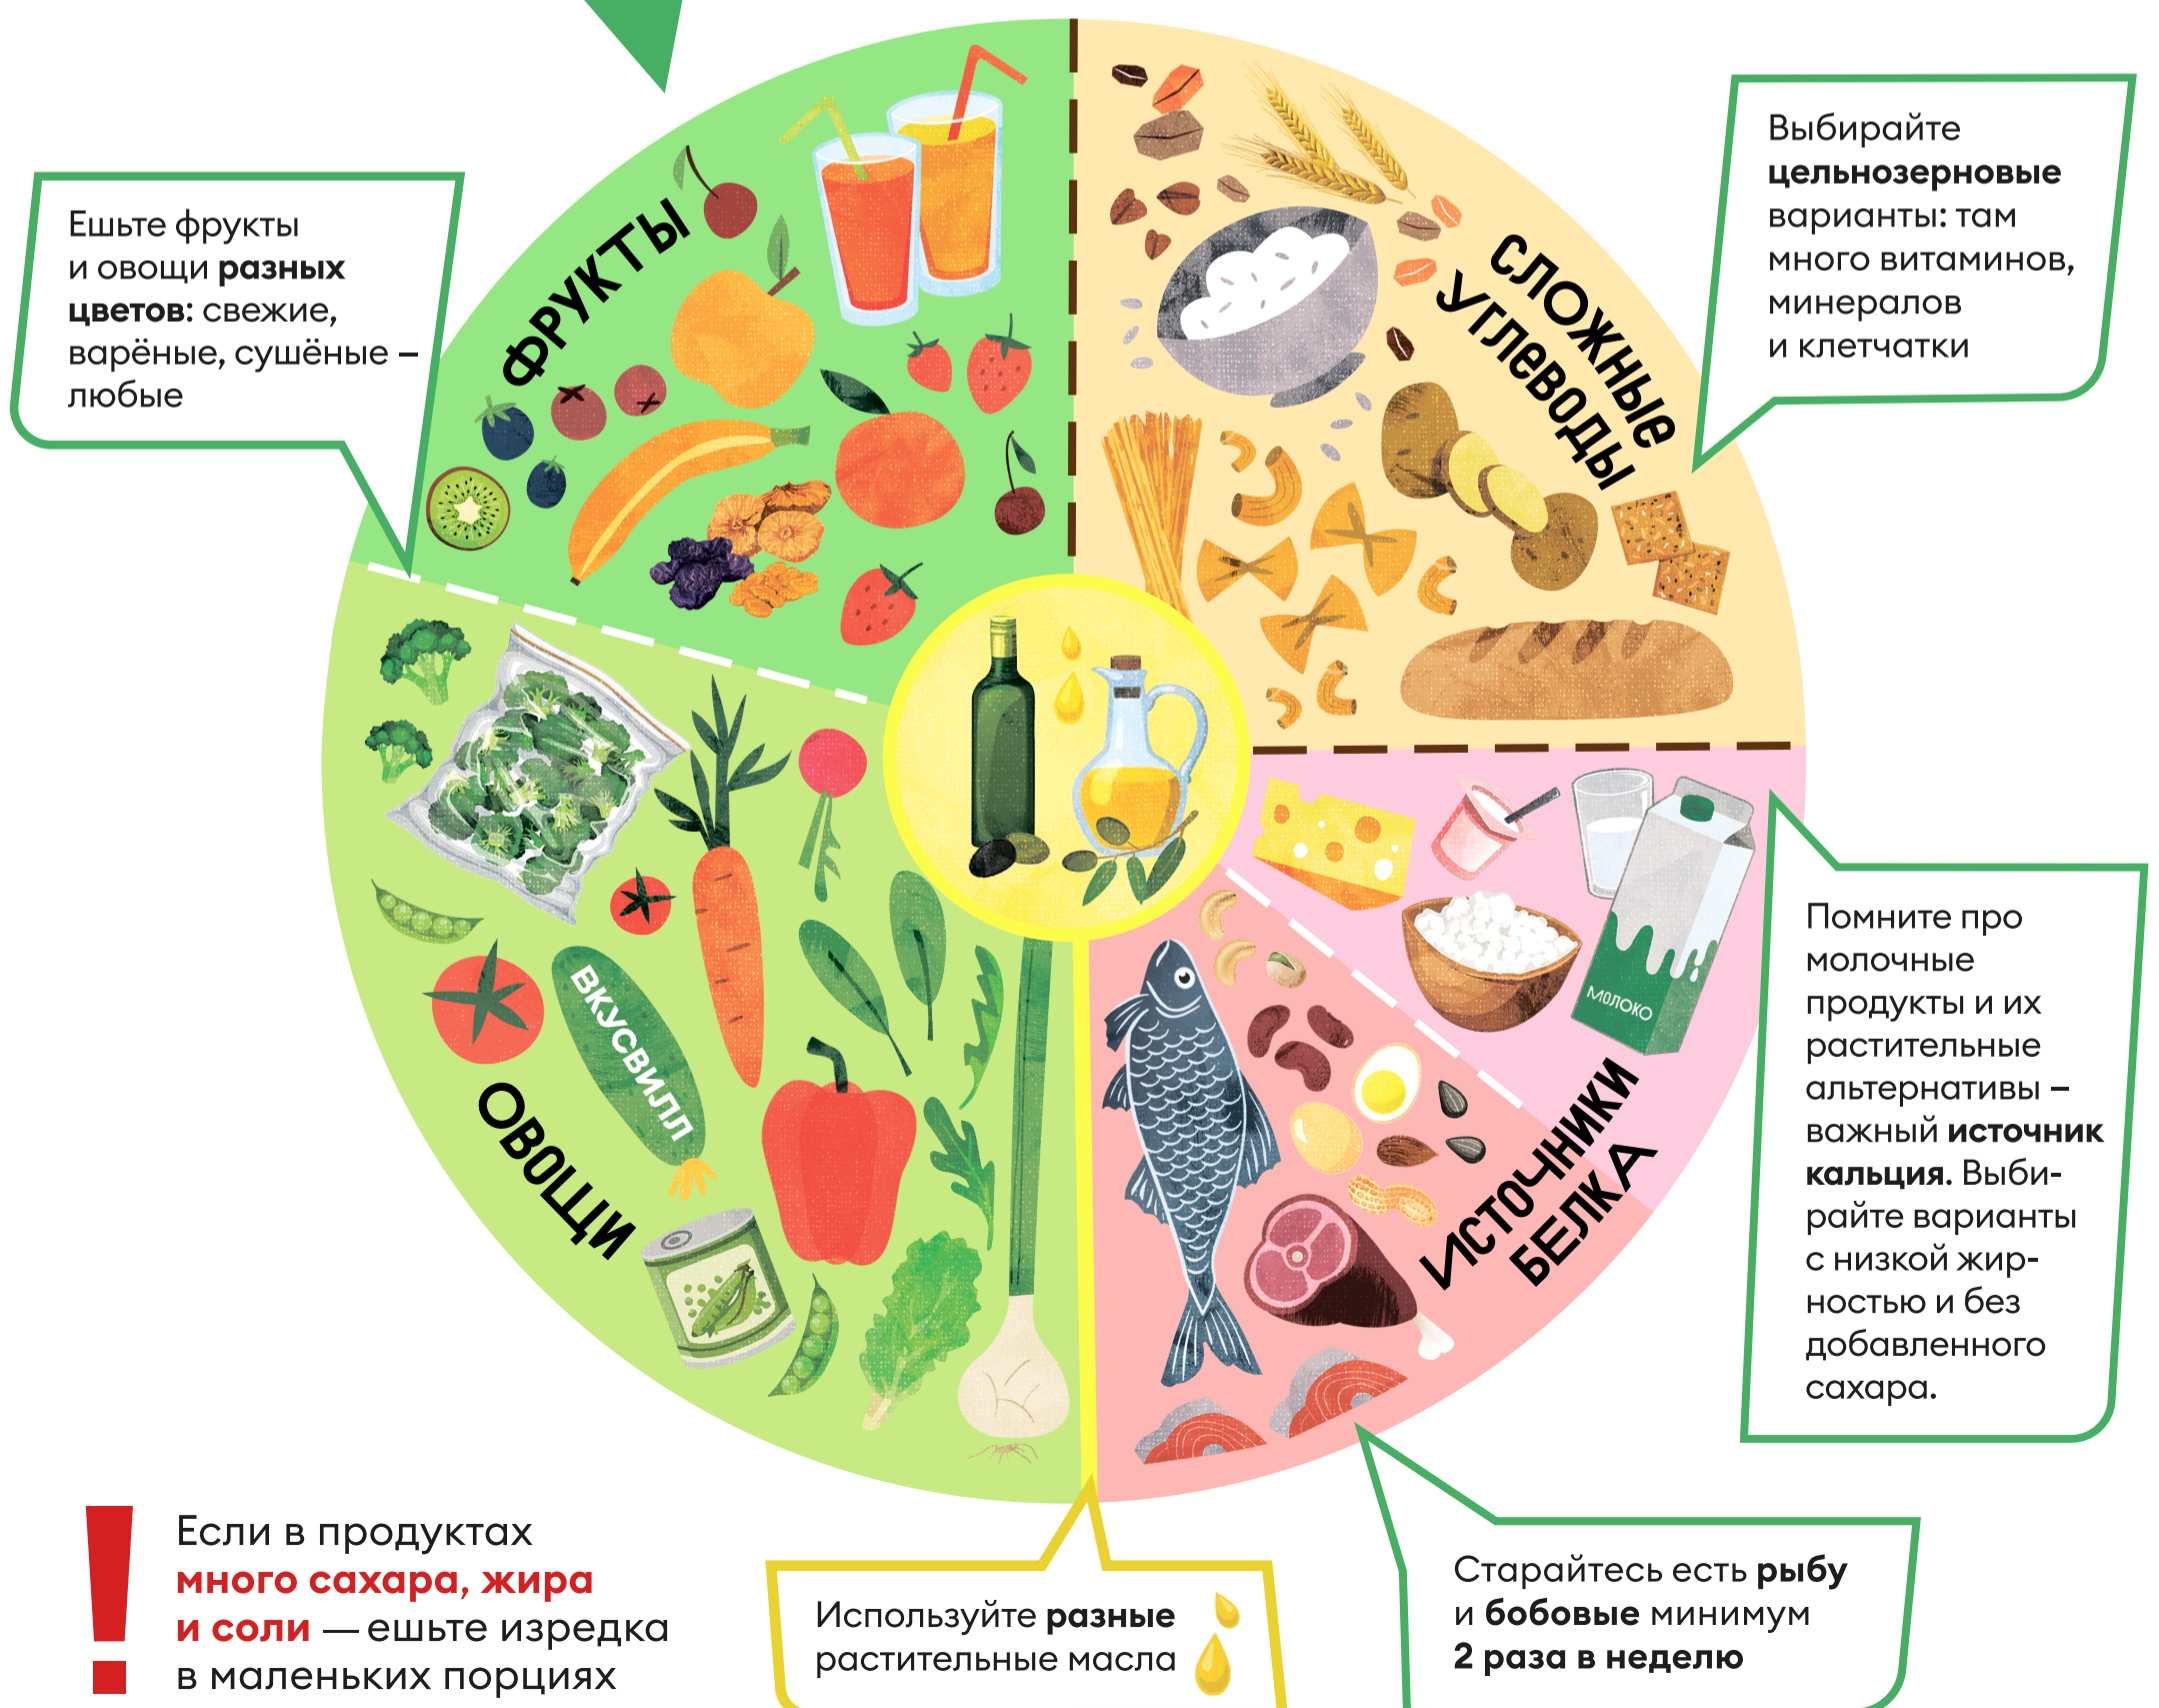 Ешьте фрукты
и овощи разных
цветов: свежие,
варёные, сушёные –
любые
ФРУКТЫ
СЛОЖНЫЕ
УГЛЕВОДЫ
Выбирайте
цельнозерновые
варианты: там
много витаминов,
минералов
и клетчатки
ВКУСВИЛЛ
ОВОЩИ
МОЛОКО
ИСТОЧНИКИ
БЕЛКА
Помните про
молочные
продукты и их
растительные
альтернативы –
важный источник
кальция. Выби-
райте варианты
с низкой жир-
ностью и без
добавленного
сахара.
Если в продуктах
много сахара, жира
и соли — ешьте изредка
в маленьких порциях
Используйте разные
растительные масла
Старайтесь есть рыбу
и бобовые минимум
2 раза в неделю